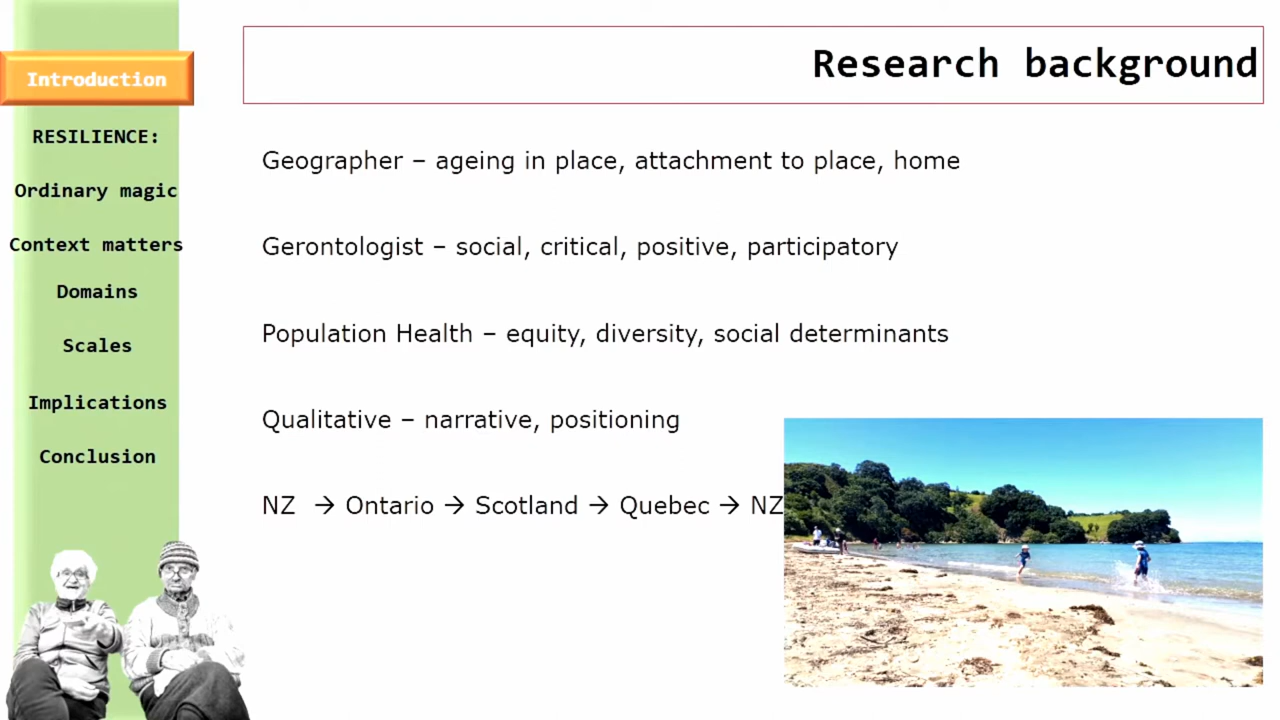 Research background
Introduction
RESILIENCE:
Ordinary magic
Context matters
Domains
Scales
Implications
Conclusion
Geographer – ageing in place, attachment to place, home
Gerontologist – social, critical, positive, participatory
Population Health – equity, diversity, social determinants
Qualitative – narrative, positioning
NZ → Ontario → Scotland → Quebec → NZ